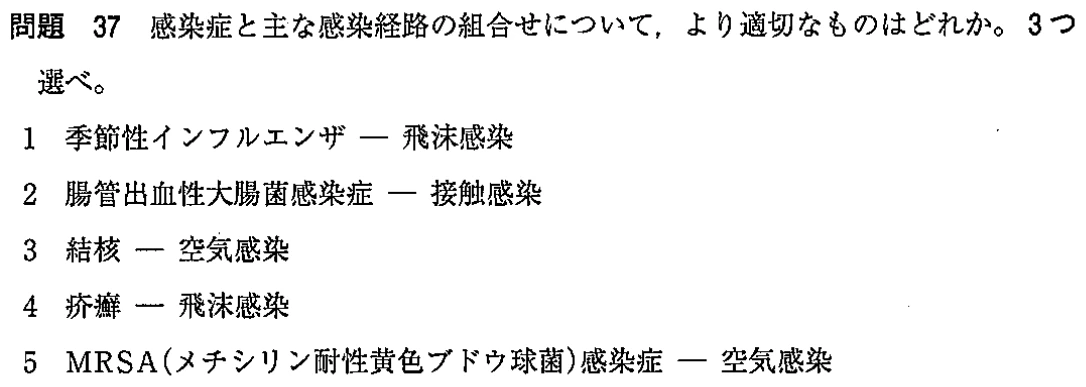 問題 37 感染症と主な感染経路の組合せについて，より適切なものはどれか。3つ
選べ。
1 季節性インフルエンザ ― 飛沫感染
2 腸管出血性大腸菌感染症 ― 接触感染
3 結核 ― 空気感染
4 疥癬 ― 飛沫感染
5 MRSA(メチシリン耐性黄色ブドウ球菌)感染症 ― 空気感染